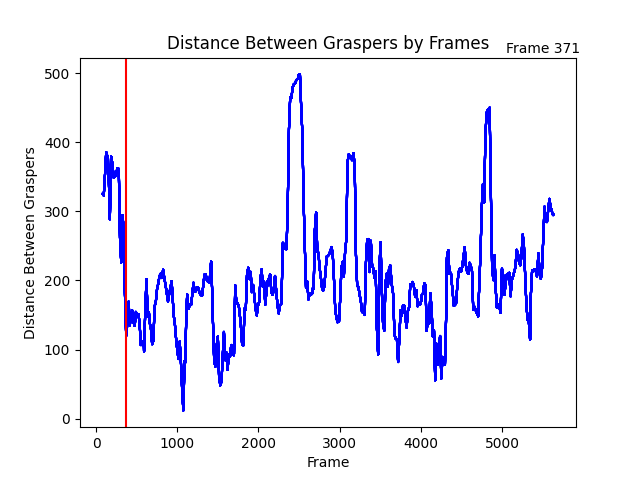 Distance Between Graspers by Frames
Frame 371
Distance Between Graspers
500
400
300
200
100
0
0 1000 2000 3000 4000 5000
Frame